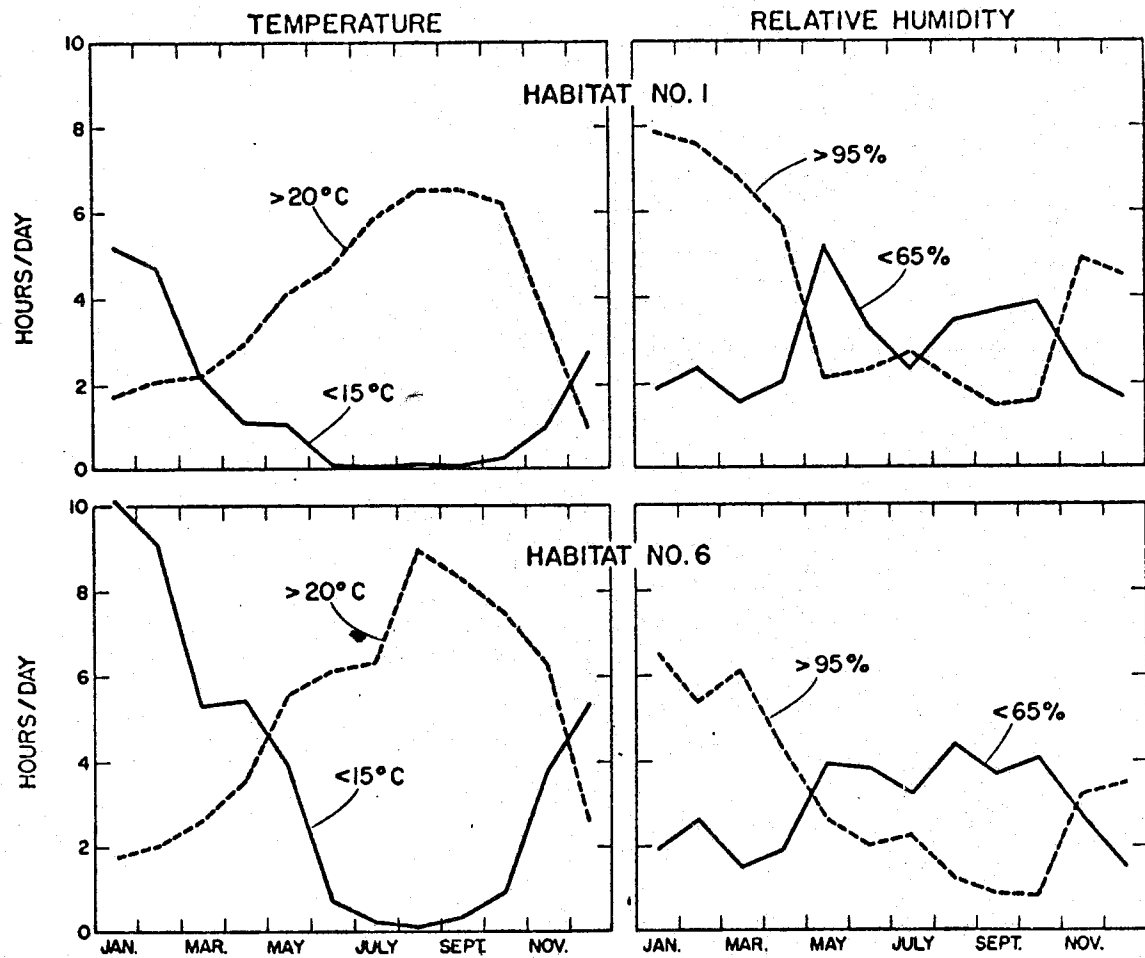 TEMPERATURE
RELATIVE HUMIDITY
HABITAT NO. 1
10
8
6
4
2
0
HOURS/DAY
>20°C
<15°C
>95%
<65%
HABITAT NO. 6
10
8
6
4
2
0
HOURS/DAY
>20°C
<15°C
>95%
<65%
JAN. MAR. MAY JULY SEPT. NOV.
JAN. MAR. MAY JULY SEPT. NOV.